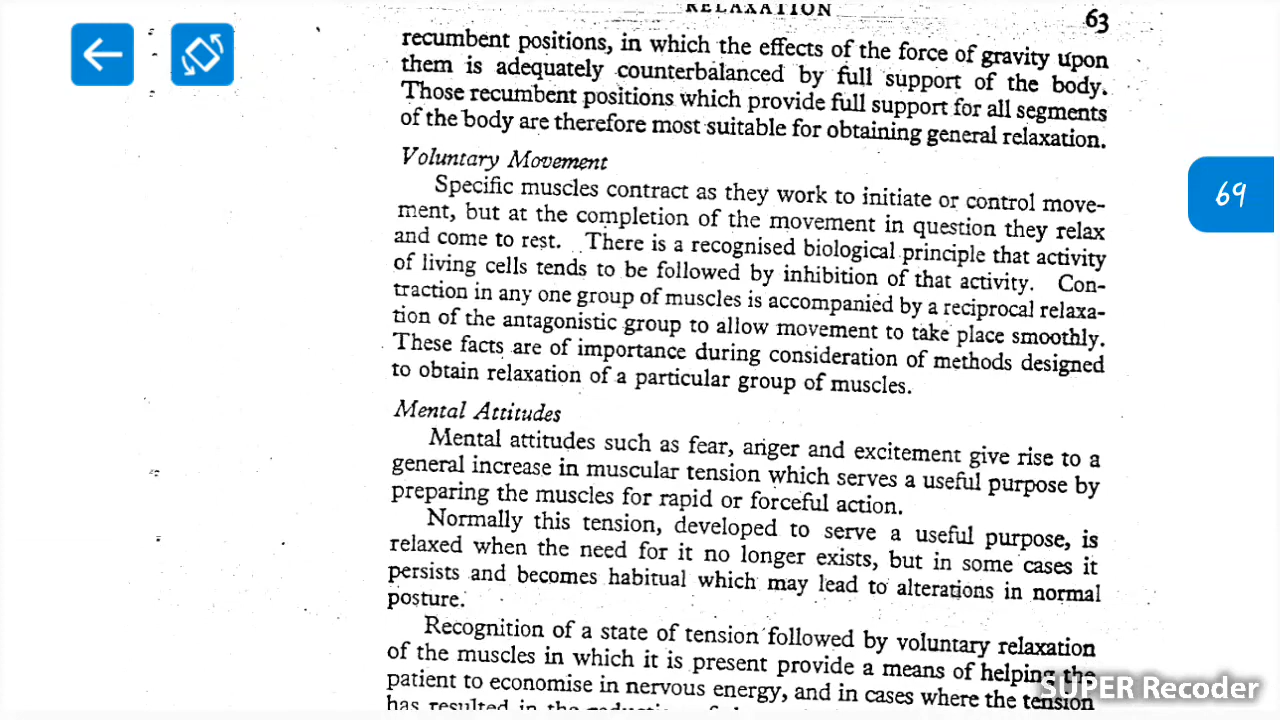 RELAXATION
63
recumbent positions, in which the effects of the force of gravity upon
them is adequately counterbalanced by full support of the body.
Those recumbent positions which provide full support for all segments
of the body are therefore most suitable for obtaining general relaxation.
Voluntary Movement
Specific muscles contract as they work to initiate or control move-
ment, but at the completion of the movement in question they relax
and come to rest. There is a recognised biological principle that activity
of living cells tends to be followed by inhibition of that activity. Con-
traction in any one group of muscles is accompanied by a reciprocal relaxa-
tion of the antagonistic group to allow movement to take place smoothly.
These facts are of importance during consideration of methods designed
to obtain relaxation of a particular group of muscles.
Mental Attitudes
Mental attitudes such as fear, anger and excitement give rise to a
general increase in muscular tension which serves a useful purpose by
preparing the muscles for rapid or forceful action.
Normally this tension, developed to serve a useful purpose, is
relaxed when the need for it no longer exists, but in some cases it
persists and becomes habitual which may lead to alterations in normal
posture.
Recognition of a state of tension followed by voluntary relaxation
of the muscles in which it is present provide a means of helping the
patient to economise in nervous energy, and in cases where the tension
has resulted in the
69
SUPER Recoder